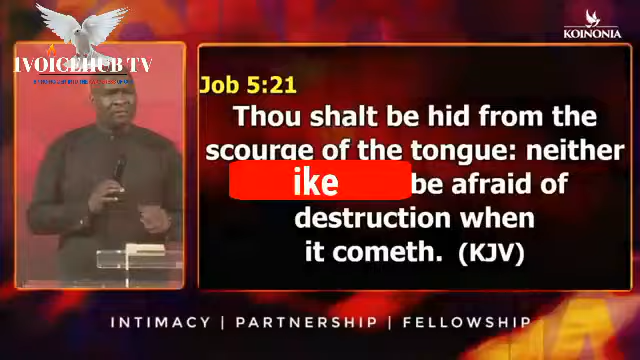 1VOICEHUB TV
KOINONIA
Job 5:21
Thou shalt be hid from the
scourge of the tongue: neither
ike be afraid of
destruction when
it cometh. (KJV)
INTIMACY | PARTNERSHIP | FELLOWSHIP